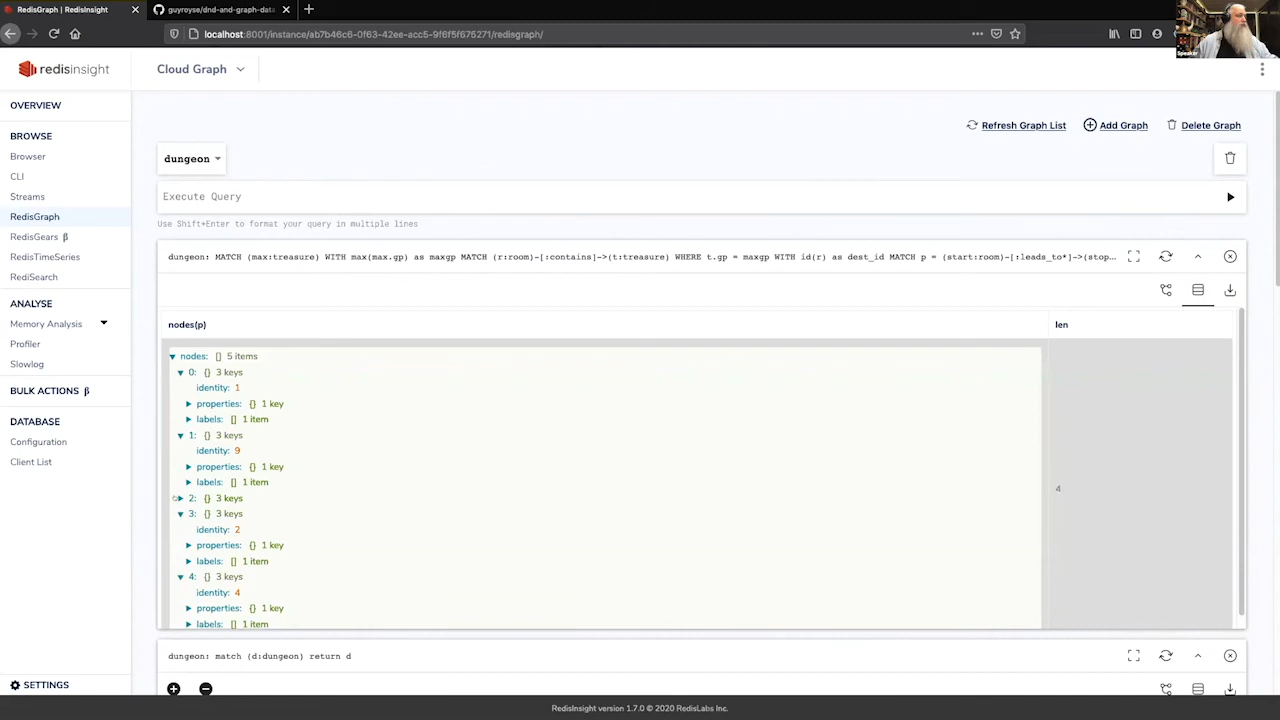 RedisGraph | RedisInsight
guyroyse/dnd-and-graph-data
localhost:8001/instance/ab7b46c6-0f63-42ee-acc5-9f6f5f675271/redisgraph/
Speaker
redisinsight
Cloud Graph
OVERVIEW
BROWSE
Browser
CLI
Streams
RedisGraph
RedisGears β
RedisTimeSeries
RediSearch
ANALYSE
Memory Analysis
Profiler
Slowlog
BULK ACTIONS β
DATABASE
Configuration
Client List
SETTINGS
Refresh Graph List
Add Graph
Delete Graph
dungeon
Execute Query
Use Shift+Enter to format your query in multiple lines
dungeon: MATCH (max:treasure) WITH max(max.gp) as maxgp MATCH (r:room)-[:contains]->(t:treasure) WHERE t.gp = maxgp WITH id(r) as dest_id MATCH p = (start:room)-[:leads_to*]->(stop...
nodes(p)
len
nodes: [] 5 items
0: {} 3 keys
identity: 1
properties: {} 1 key
labels: [] 1 item
1: {} 3 keys
identity: 9
properties: {} 1 key
labels: [] 1 item
2: {} 3 keys
3: {} 3 keys
identity: 2
properties: {} 1 key
labels: [] 1 item
4: {} 3 keys
identity: 4
properties: {} 1 key
labels: [] 1 item
4
dungeon: match (d:dungeon) return d
RedisInsight version 1.7.0 © 2020 RedisLabs Inc.